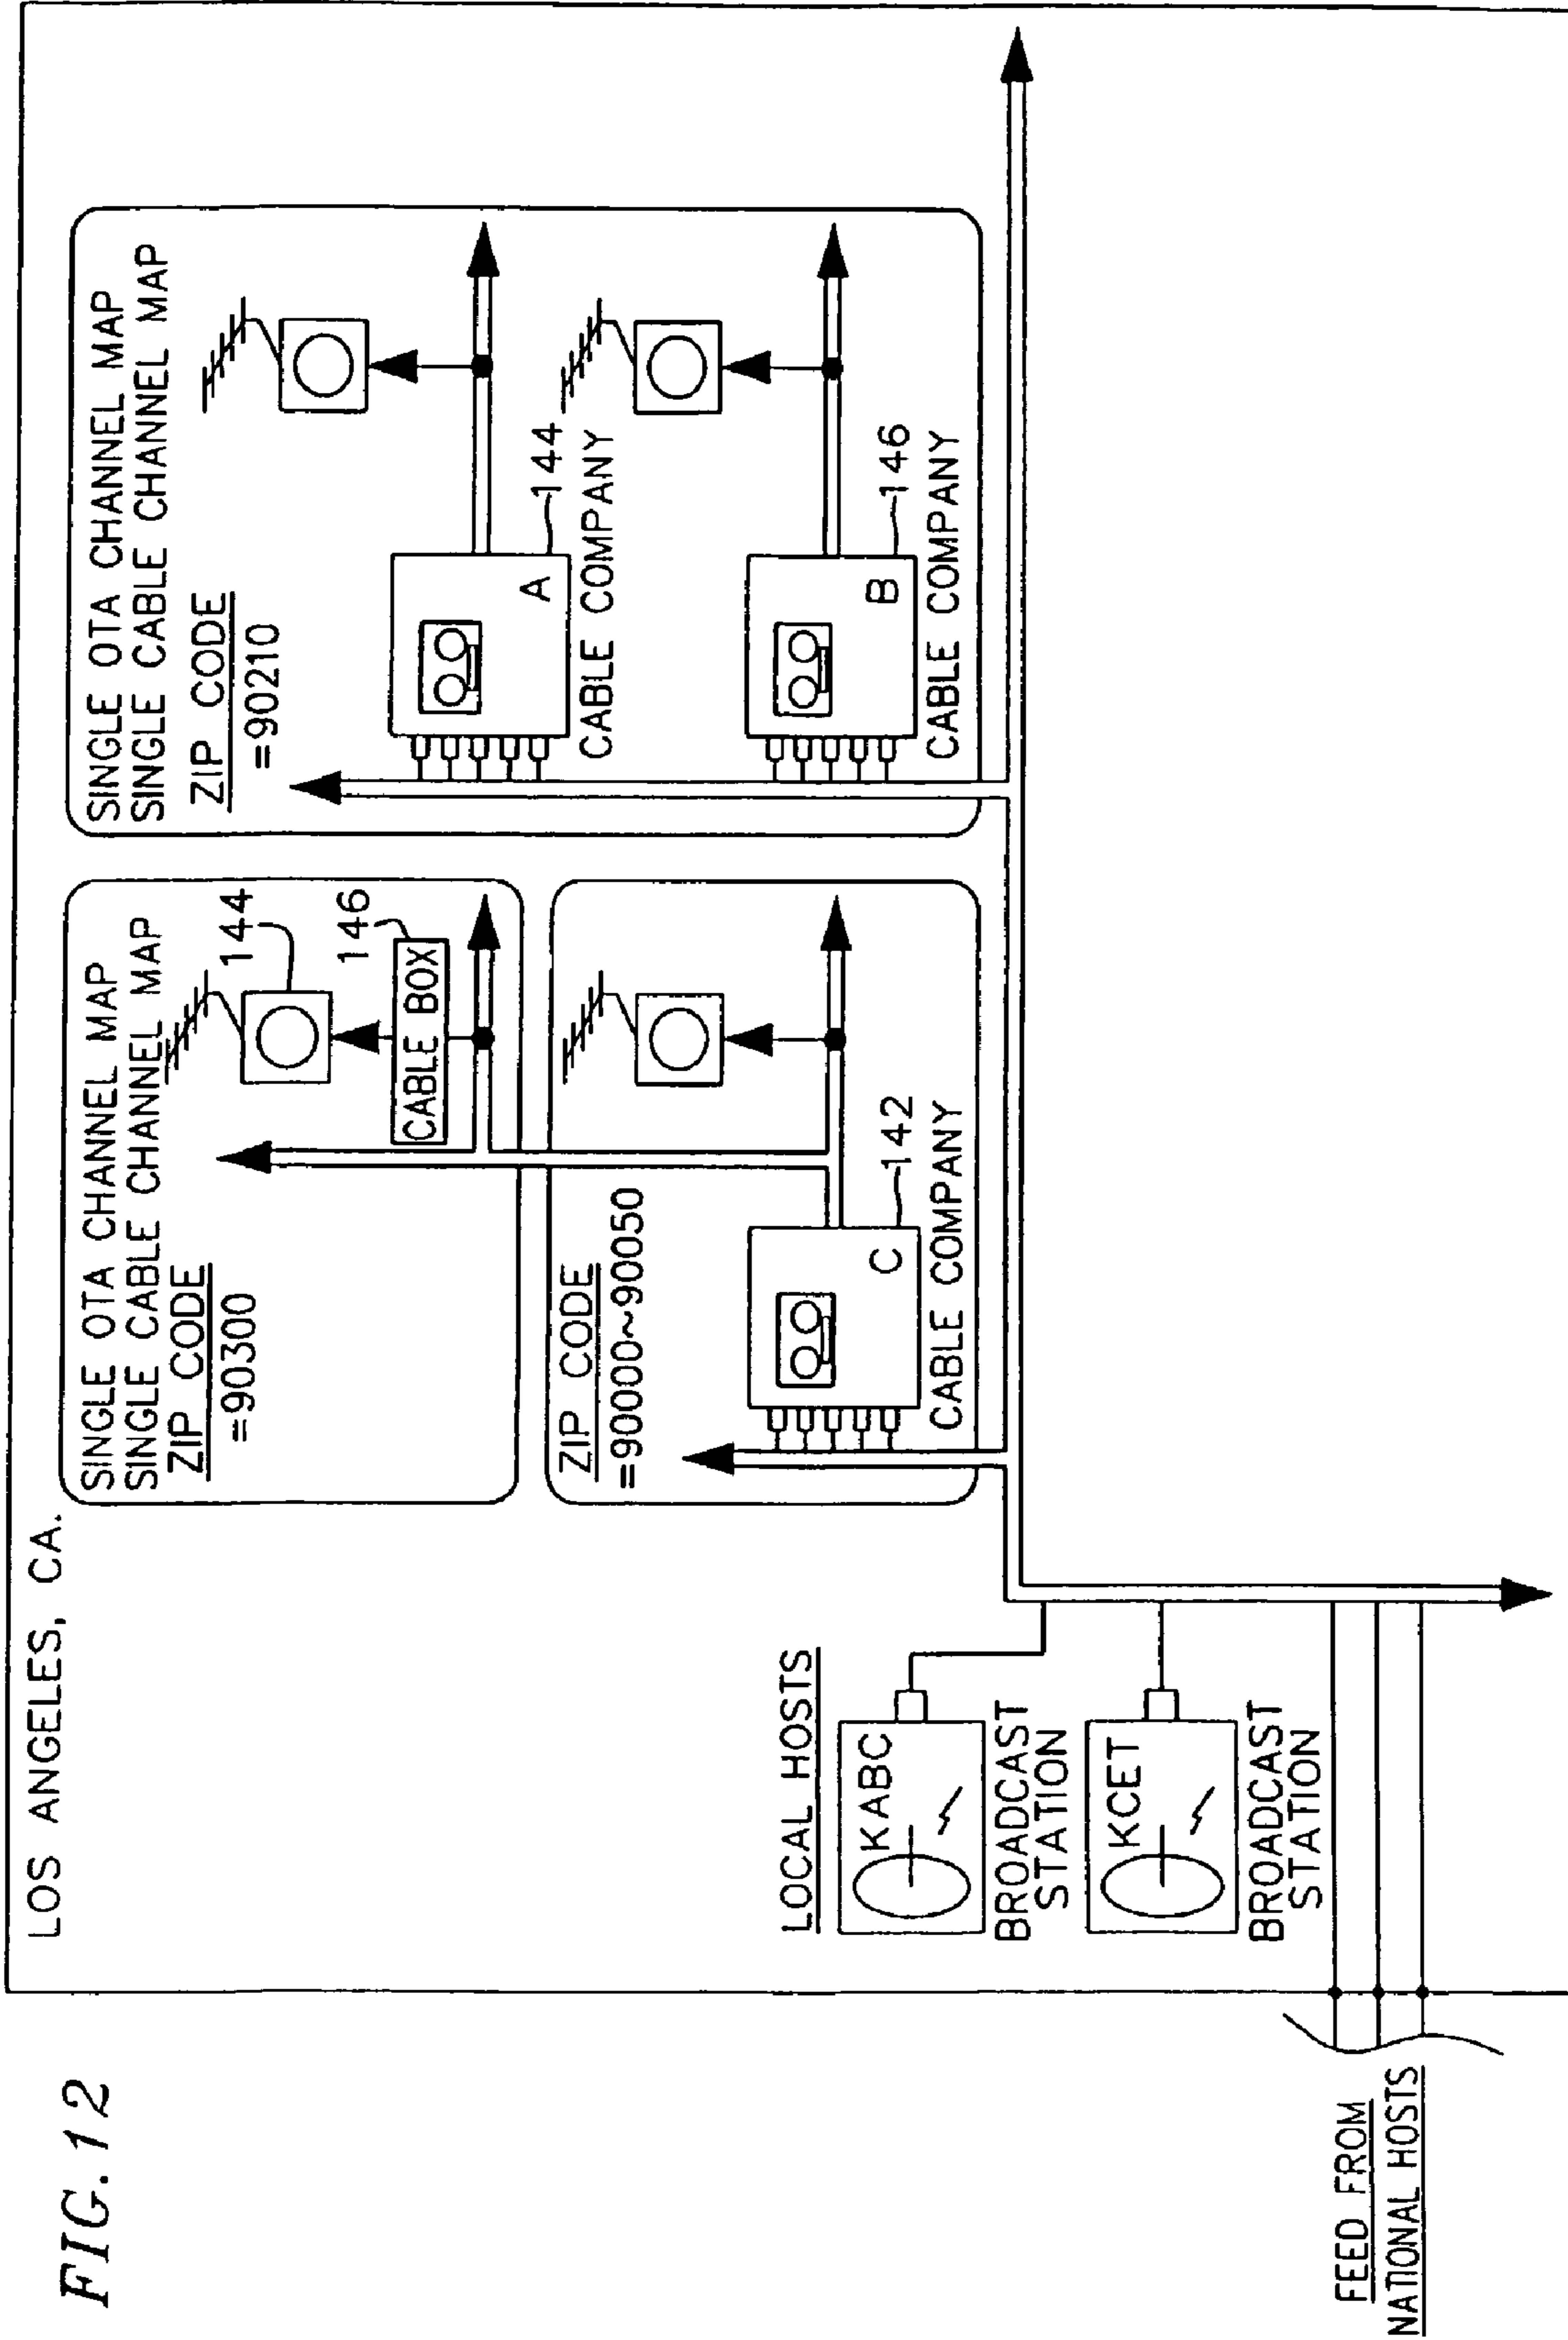 FIG.12
LOS ANGELES, CA.
SINGLE OTA CHANNEL MAP
SINGLE CABLE CHANNEL MAP
ZIP CODE
=90300
144
146
CABLE BOX
SINGLE OTA CHANNEL MAP
SINGLE CABLE CHANNEL MAP
ZIP CODE
=90210
A
144
CABLE COMPANY
B
146
CABLE COMPANY
ZIP CODE
=90000~90050
C
142
CABLE COMPANY
LOCAL HOSTS
KABC
BROADCAST
STATION
KCET
BROADCAST
STATION
FEED FROM
NATIONAL HOSTS